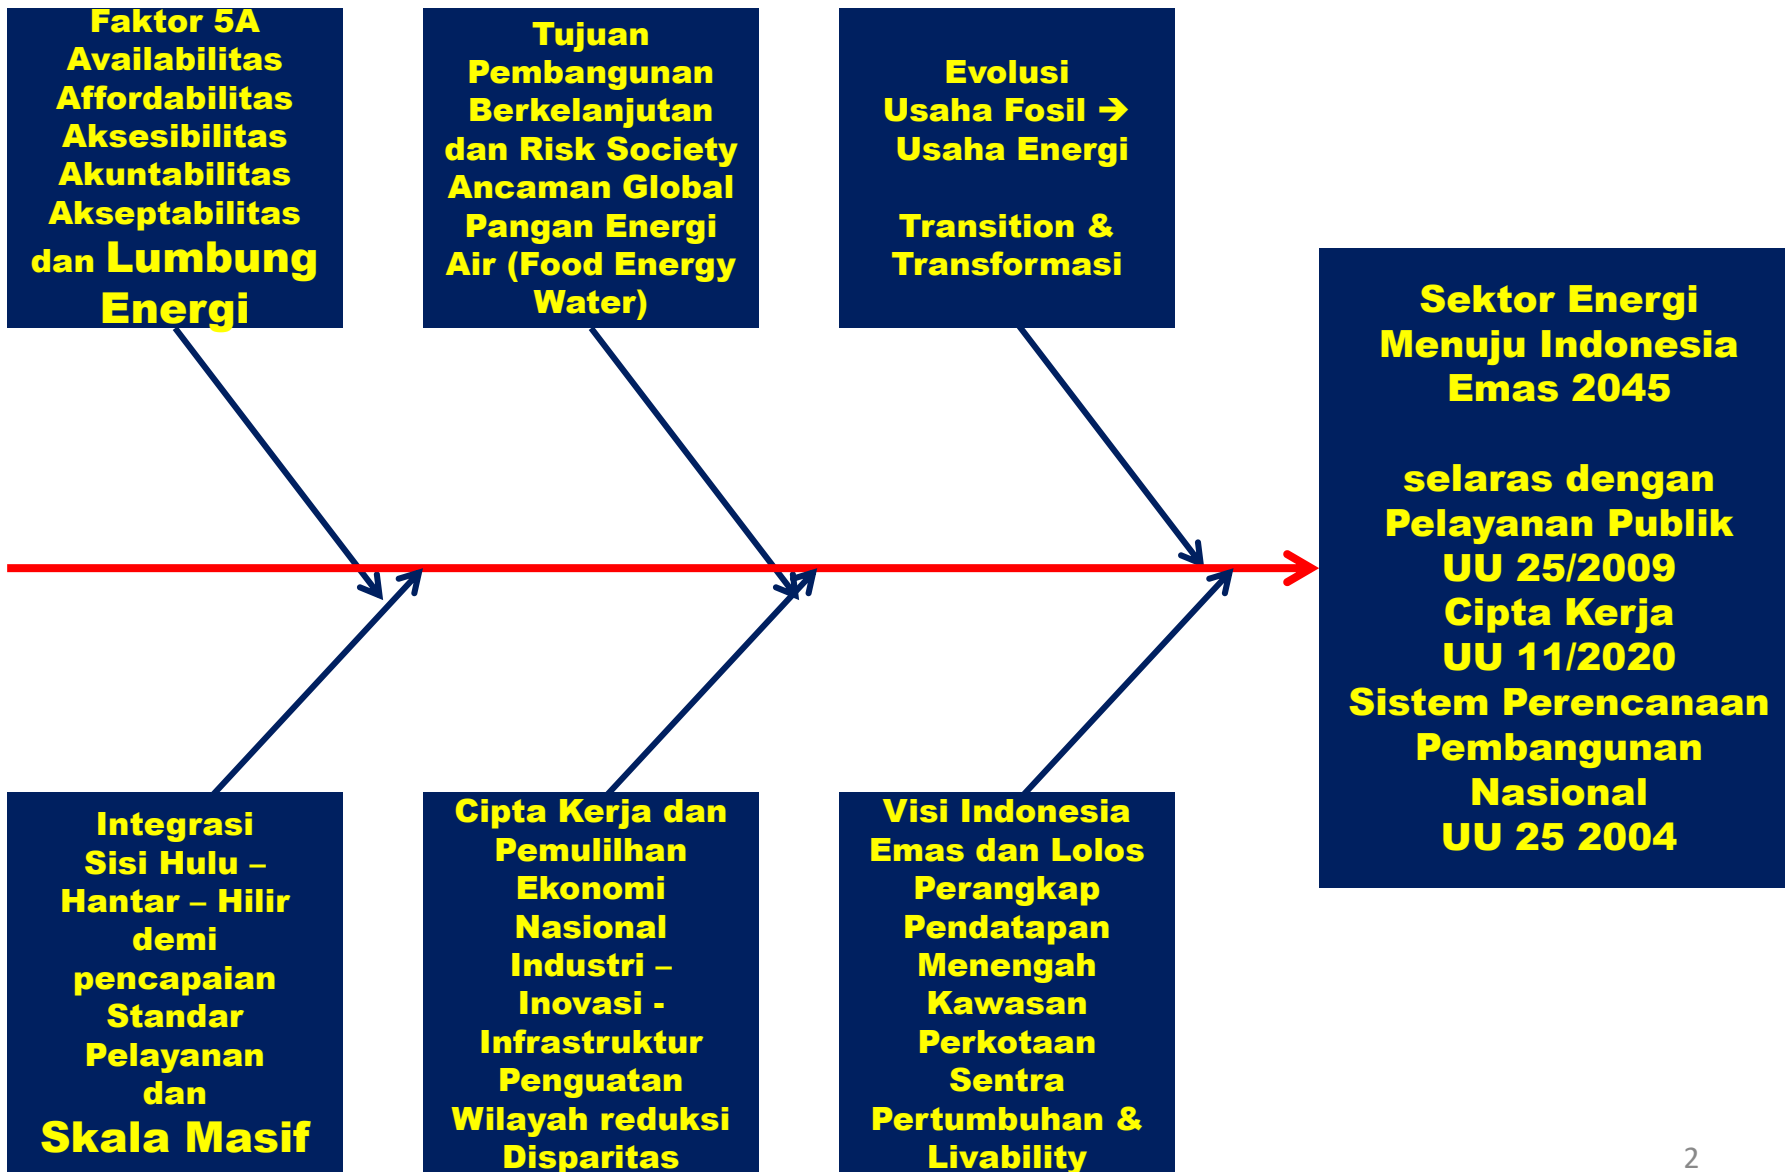 Faktor 5A
Availabilitas
Affordabilitas
Aksesibilitas
Akuntabilitas
Akseptabilitas
dan Lumbung
Energi
Tujuan
Pembangunan
Berkelanjutan
dan Risk Society
Ancaman Global
Pangan Energi
Air (Food Energy
Water)
Evolusi
Usaha Fosil ➔
Usaha Energi
Transition &
Transformasi
Sektor Energi
Menuju Indonesia
Emas 2045
selaras dengan
Pelayanan Publik
UU 25/2009
Cipta Kerja
UU 11/2020
Sistem Perencanaan
Pembangunan
Nasional
UU 25 2004
Integrasi
Sisi Hulu –
Hantar – Hilir
demi
pencapaian
Standar
Pelayanan
dan
Skala Masif
Cipta Kerja dan
Pemulilhan
Ekonomi
Nasional
Industri –
Inovasi -
Infrastruktur
Penguatan
Wilayah reduksi
Disparitas
Visi Indonesia
Emas dan Lolos
Perangkap
Pendatapan
Menengah
Kawasan
Perkotaan
Sentra
Pertumbuhan &
Livability
2